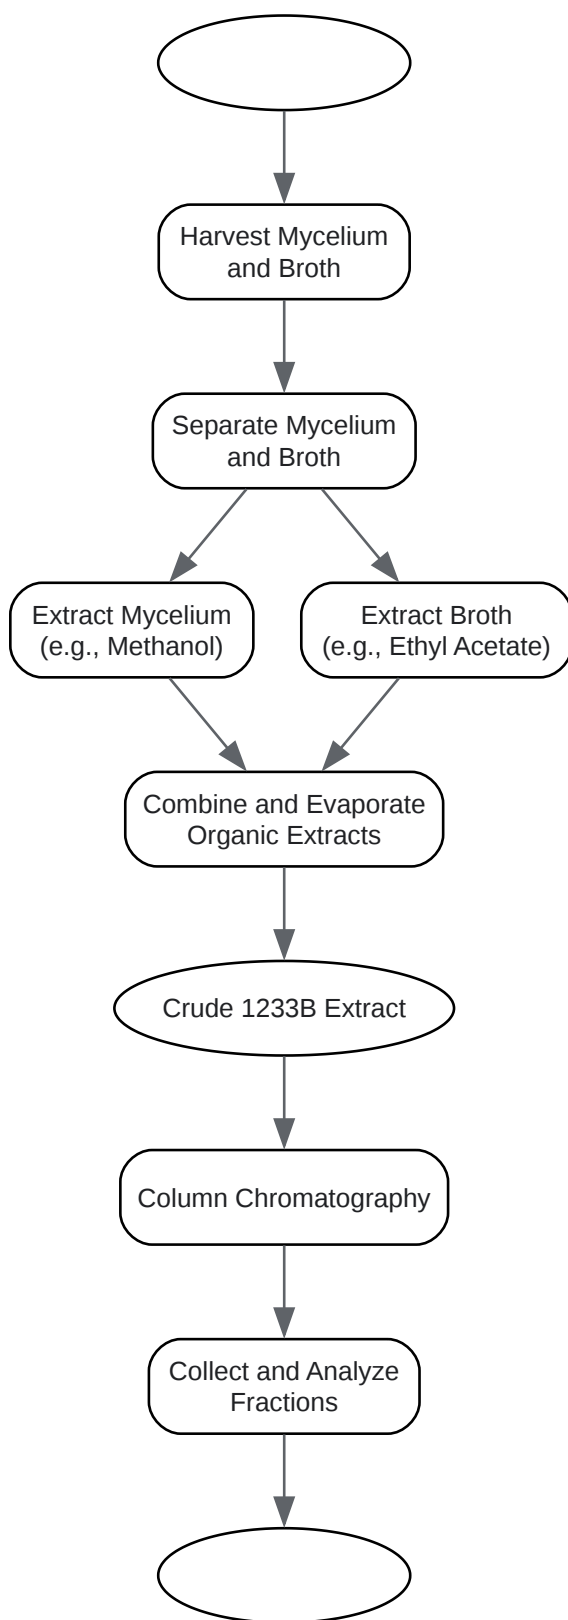 Harvest Mycelium
and Broth
Separate Mycelium
and Broth
Extract Mycelium
(e.g., Methanol)
Extract Broth
(e.g., Ethyl Acetate)
Combine and Evaporate
Organic Extracts
Crude 1233B Extract
Column Chromatography
Collect and Analyze
Fractions